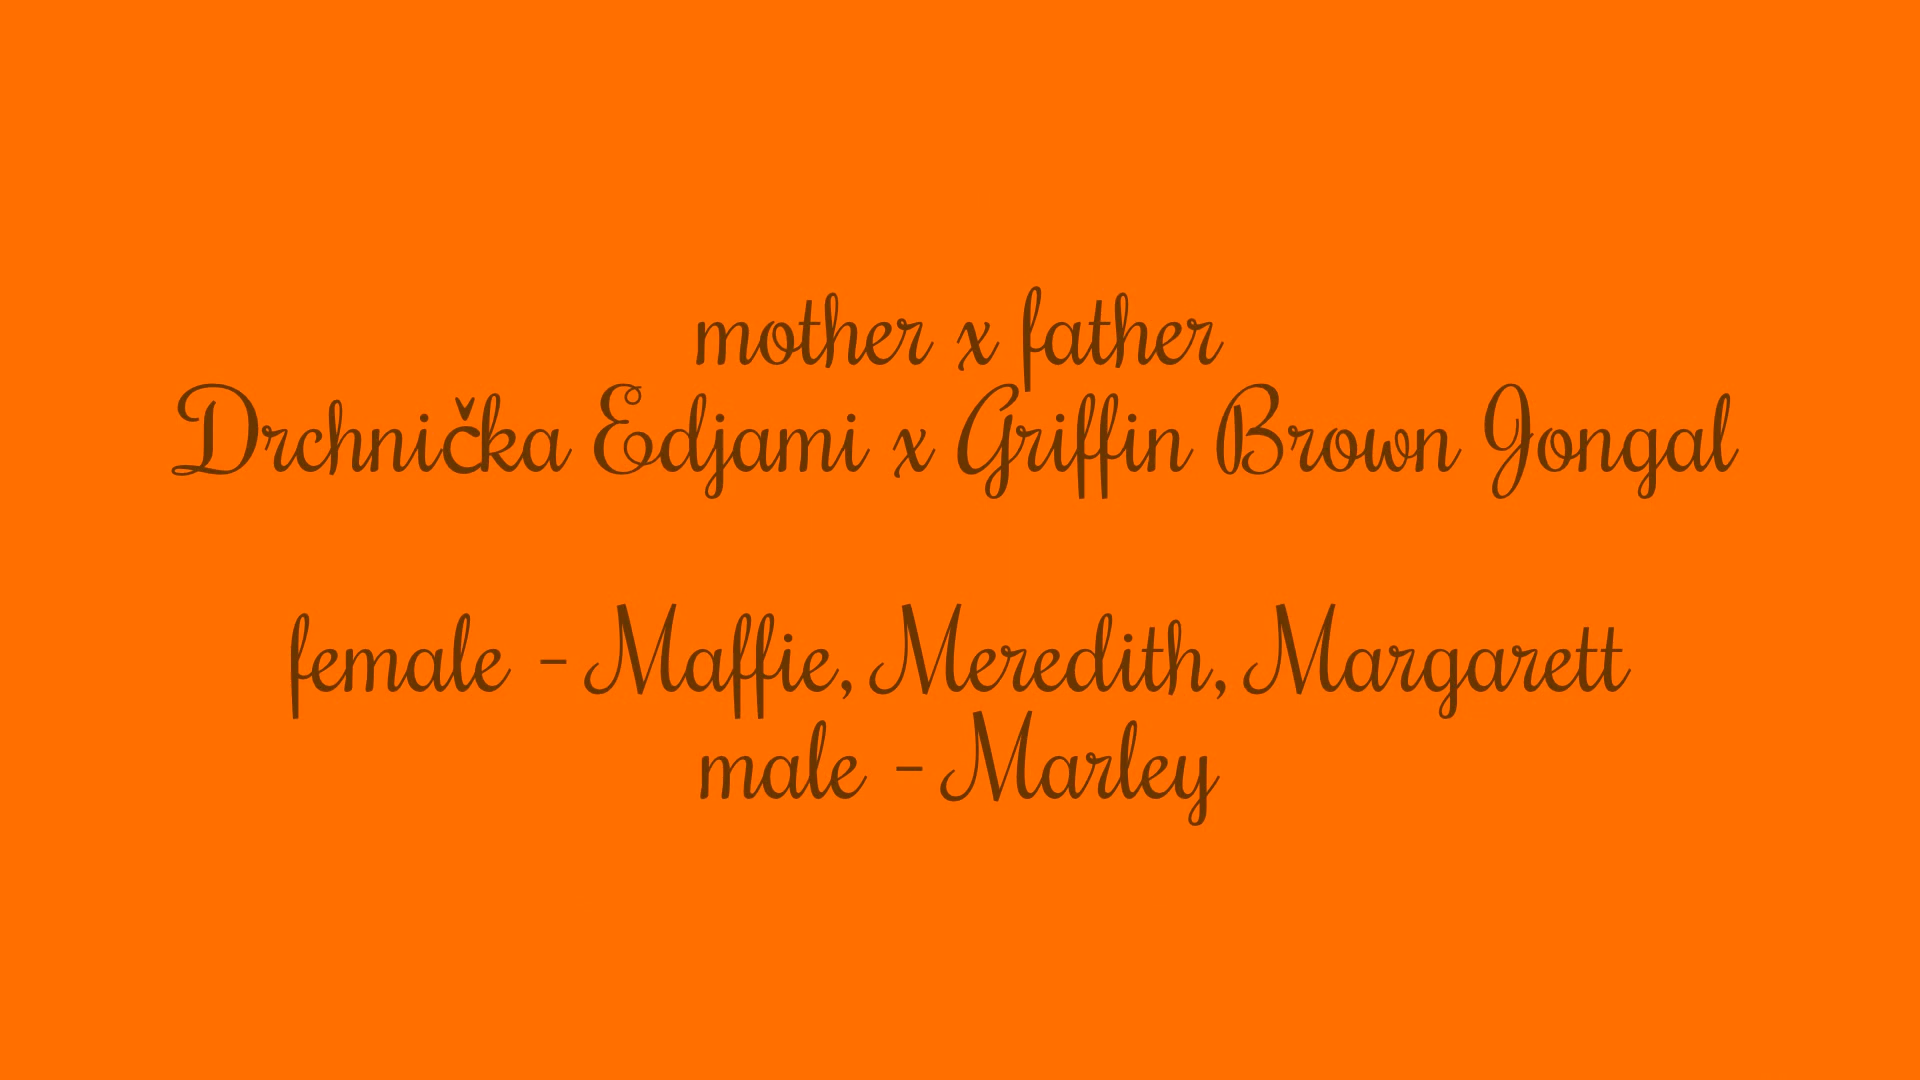 mother x father
Drchnička Edjami x Griffin Brown Jongal
female - Maffie, Meredith, Margarett
male - Marley